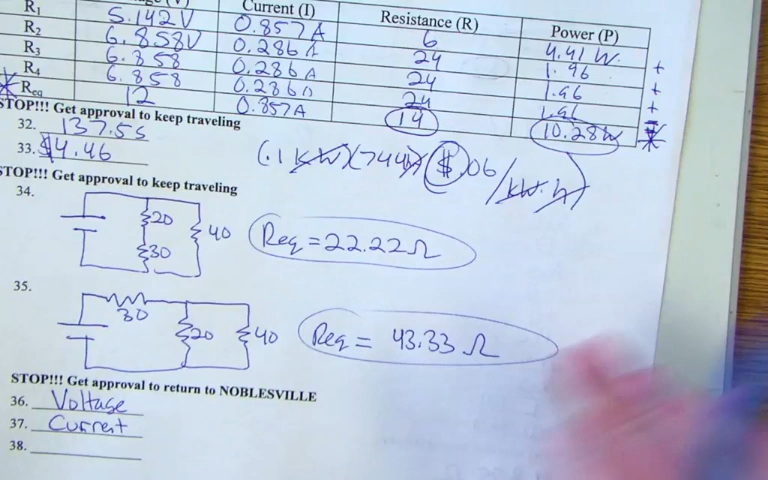 Current (I) Resistance (R) Power (P)
R₁ 5.142V 0.857A 6 4.41 W
R₂ 6.858V 0.286A 24 1.96 +
R₃ 6.858 0.286A 24 1.96 +
R₄ 6.858 0.286A 24 1.96 +
Req 12 0.857A 14 10.28W
STOP!!! Get approval to keep traveling
32. 137.5s
33. $4.46 (.1 KW)(744h)($.06/kW·h)
STOP!!! Get approval to keep traveling
34.
20 40 Req = 22.22Ω
30
35.
30
20 40 Req = 43.33 Ω
STOP!!! Get approval to return to NOBLESVILLE
36. Voltage
37. Current
38.